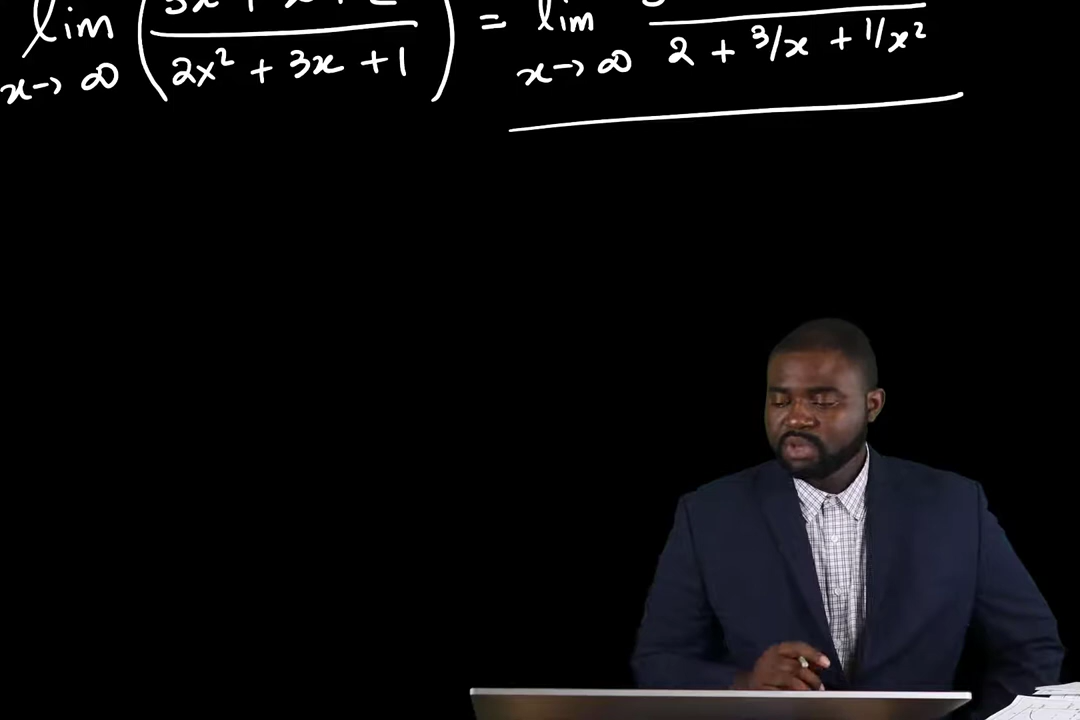 lim = lim
x→∞ (2x² + 3x + 1) x→∞ 2 + 3/x + 1/x²